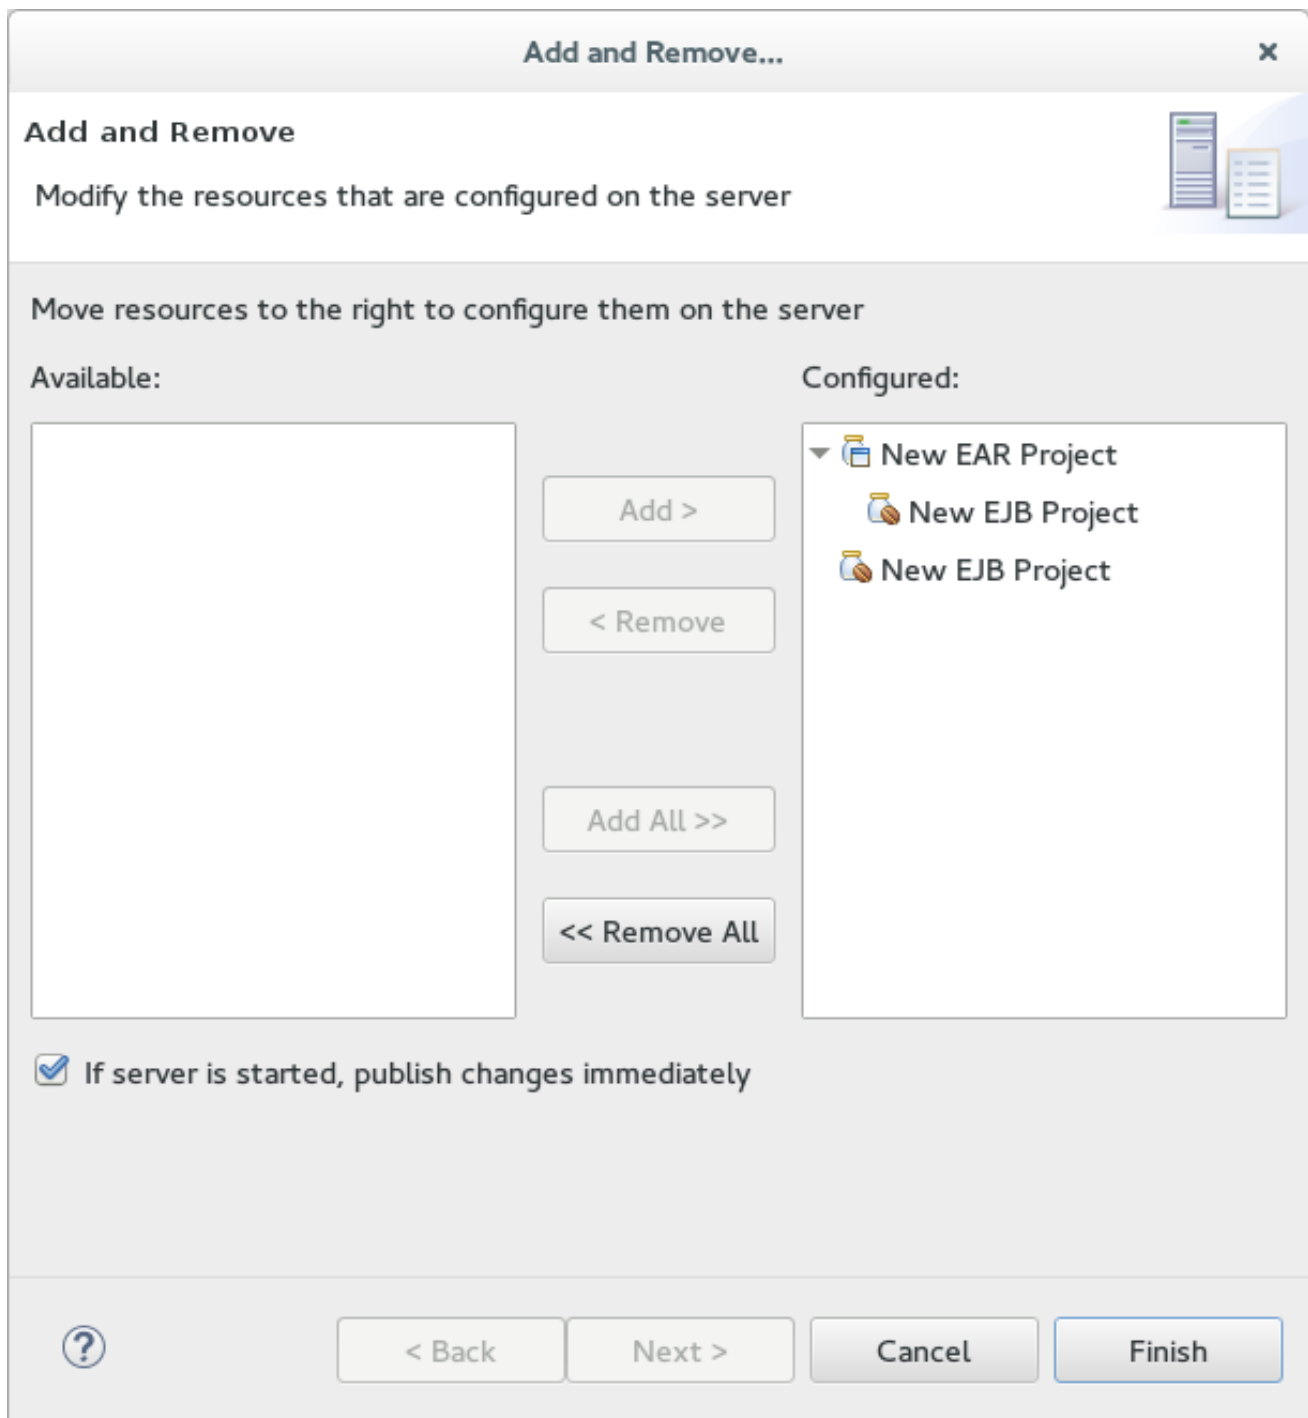 Add and Remove...
Add and Remove
Modify the resources that are configured on the server
Move resources to the right to configure them on the server
Available:
Configured:
New EAR Project
New EJB Project
New EJB Project
Add >
< Remove
Add All >>
<< Remove All
If server is started, publish changes immediately
?
< Back
Next >
Cancel
Finish